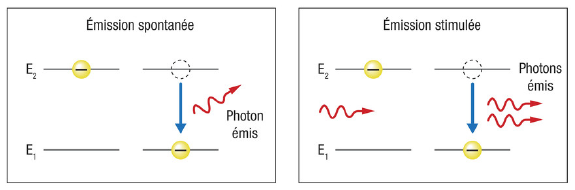 Émission spontanée
E2
Photon
émis
E1
Émission stimulée
E2
Photons
émis
E1